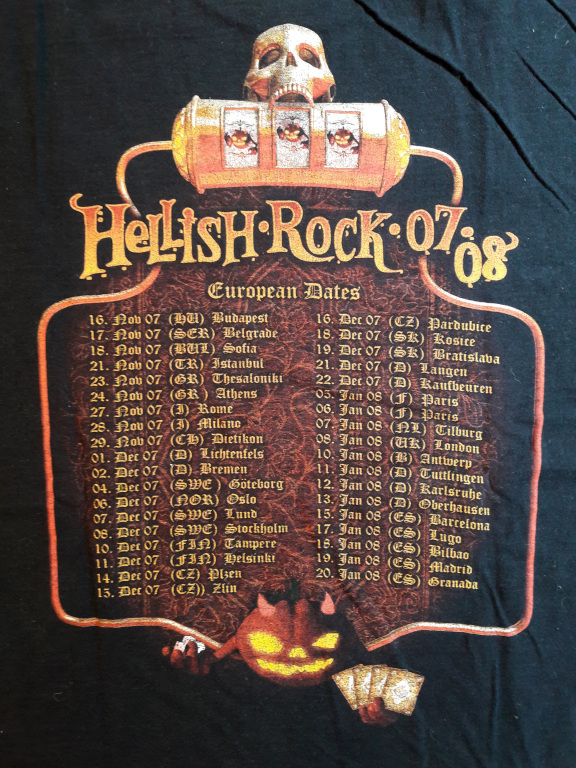 HELLISH·ROCK·07·08
European Dates
16. Nov 07 (HU) Budapest
17. Nov 07 (SER) Belgrade
18. Nov 07 (BUL) Sofia
21. Nov 07 (TR) Istanbul
23. Nov 07 (GR) Thesaloniki
24. Nov 07 (GR ) Athens
27. Nov 07 (I) Rome
28. Nov 07 (I) Milano
29. Nov 07 (CH) Dietikon
01. Dec 07 (D) Lichtenfels
02. Dec 07 (D) Bremen
04. Dec 07 (SWE ) Göteborg
06. Dec 07 (NOR) Oslo
07. Dec 07 (SWE) Lund
08. Dec 07 (SWE) Stockholm
10. Dec 07 (FIN) Tampere
11. Dec 07 (FIN) Helsinki
14. Dec 07 (CZ) Plzen
15. Dec 07 (CZ)) Zlin
16. Dec 07 (CZ) Pardubice
18. Dec 07 (SK) Kosice
19. Dec 07 (SK) Bratislava
21. Dec 07 (D) Langen
22. Dec 07 (D) Kaufbeuren
05. Jan 08 (F) Paris
06. Jan 08 (F) Paris
07. Jan 08 (NL) Tilburg
08. Jan 08 (UK) London
10. Jan 08 (B) Antwerp
11. Jan 08 (D) Tuttlingen
12. Jan 08 (D) Karlsruhe
13. Jan 08 (D) Oberhausen
15. Jan 08 (ES) Barcelona
17. Jan 08 (ES) Lugo
18. Jan 08 (ES) Bilbao
19. Jan 08 (ES) Madrid
20. Jan 08 (ES) Granada